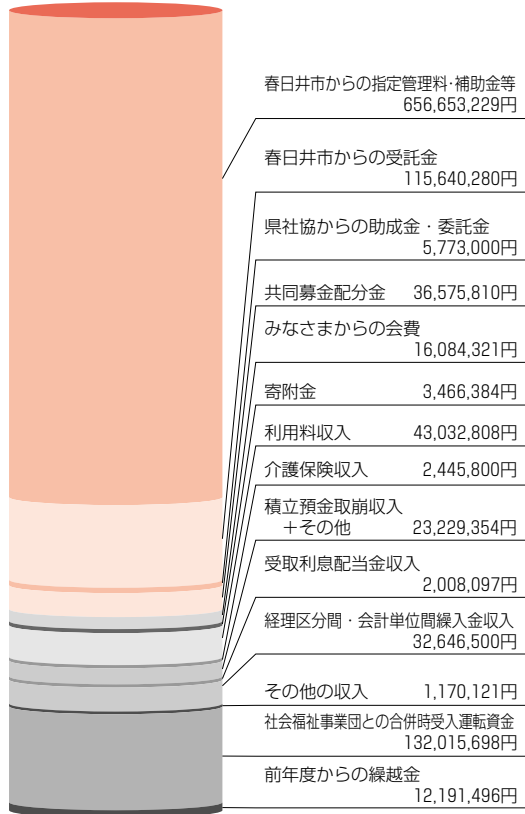 春日井市からの指定管理料・補助金等
656,653,229円
春日井市からの受託金
115,640,280円
県社協からの助成金・委託金
5,773,000円
共同募金配分金 36,575,810円
みなさまからの会費
16,084,321円
寄附金 3,466,384円
利用料収入 43,032,808円
介護保険収入 2,445,800円
積立預金取崩収入
＋その他 23,229,354円
受取利息配当金収入
2,008,097円
経理区分間・会計単位間繰入金収入
32,646,500円
その他の収入 1,170,121円
社会福祉事業団との合併時受入運転資金
132,015,698円
前年度からの繰越金
12,191,496円